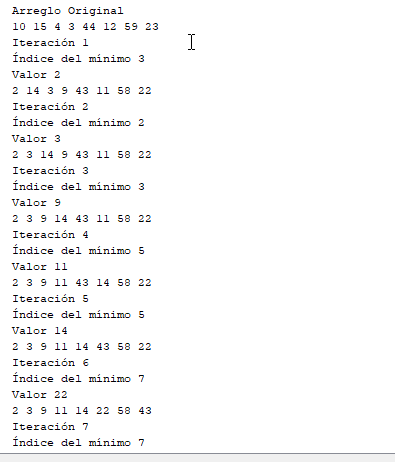 Arreglo Original
10 15 4 3 44 12 59 23
Iteración 1
Índice del mínimo 3
Valor 2
2 14 3 9 43 11 58 22
Iteración 2
Índice del mínimo 2
Valor 3
2 3 14 9 43 11 58 22
Iteración 3
Índice del mínimo 3
Valor 9
2 3 9 14 43 11 58 22
Iteración 4
Índice del mínimo 5
Valor 11
2 3 9 11 43 14 58 22
Iteración 5
Índice del mínimo 5
Valor 14
2 3 9 11 14 43 58 22
Iteración 6
Índice del mínimo 7
Valor 22
2 3 9 11 14 22 58 43
Iteración 7
Índice del mínimo 7